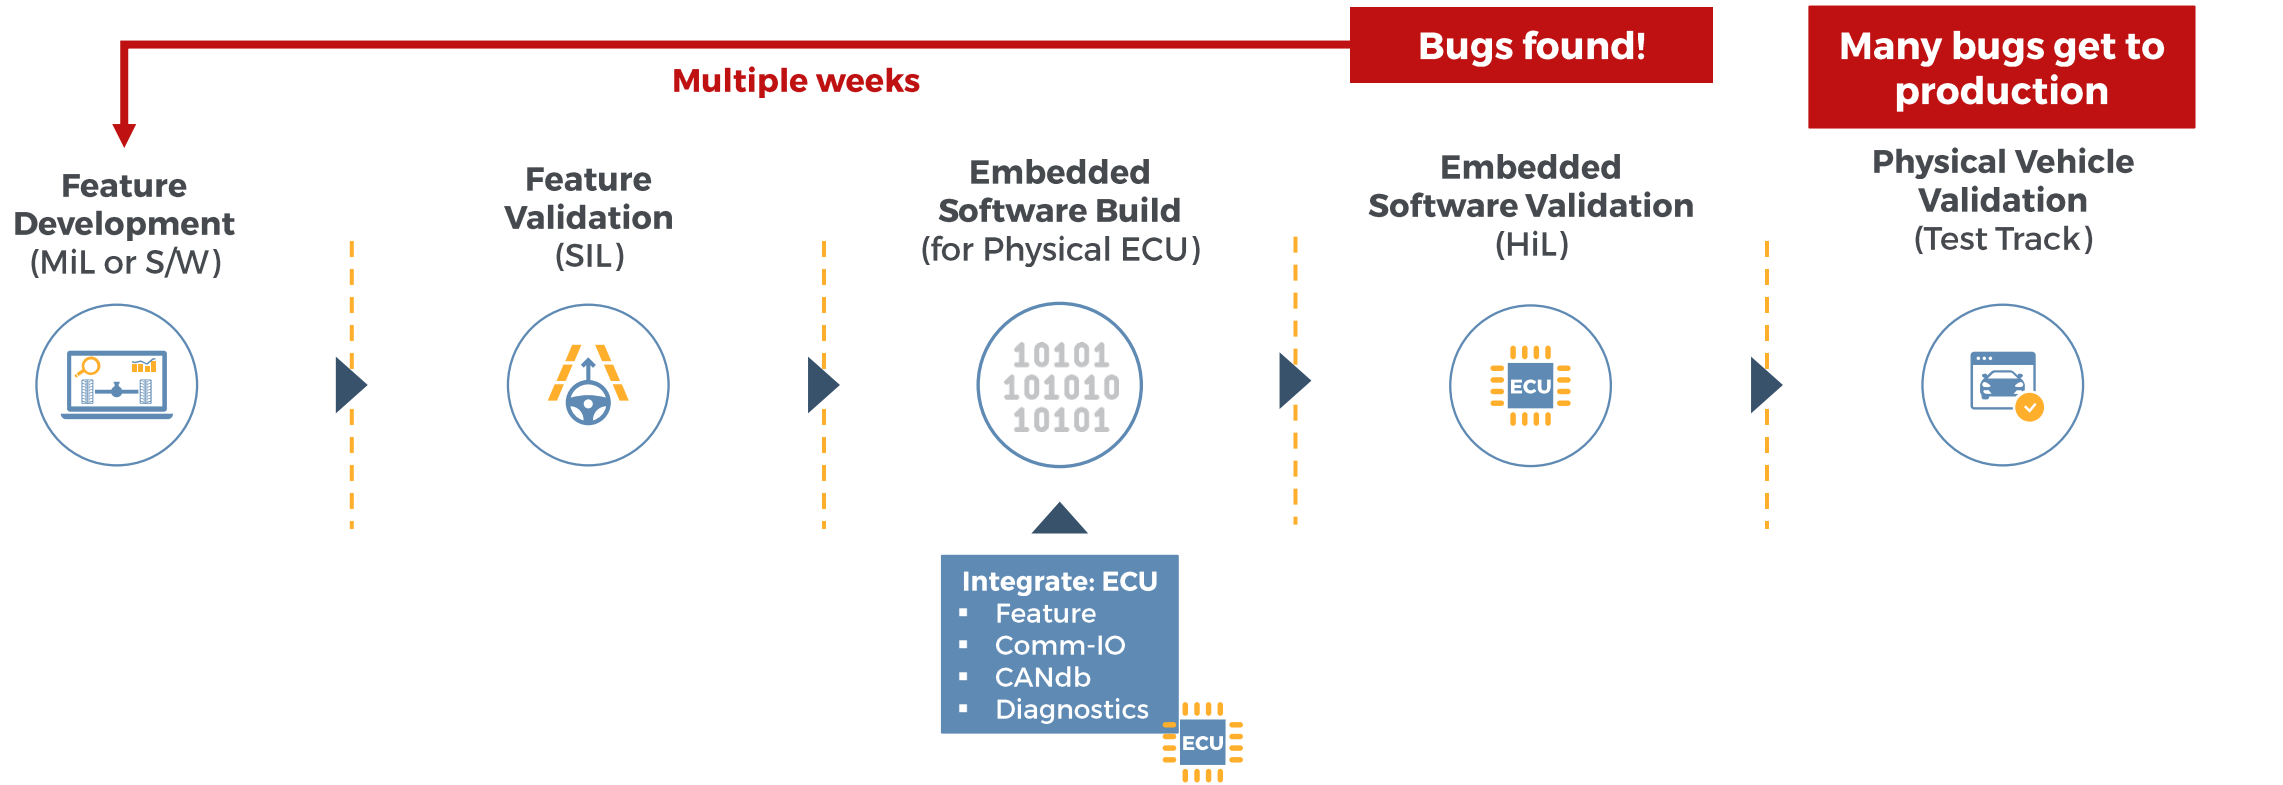 Bugs found!
Many bugs get to
production
Multiple weeks
Feature
Development
(MiL or S/W)
Feature
Validation
(SIL)
Embedded
Software Build
(for Physical ECU)
Embedded
Software Validation
(HiL)
Physical Vehicle
Validation
(Test Track)
10101
101010
10101
ECU
Integrate: ECU
▪ Feature
▪ Comm-IO
▪ CANdb
▪ Diagnostics
ECU